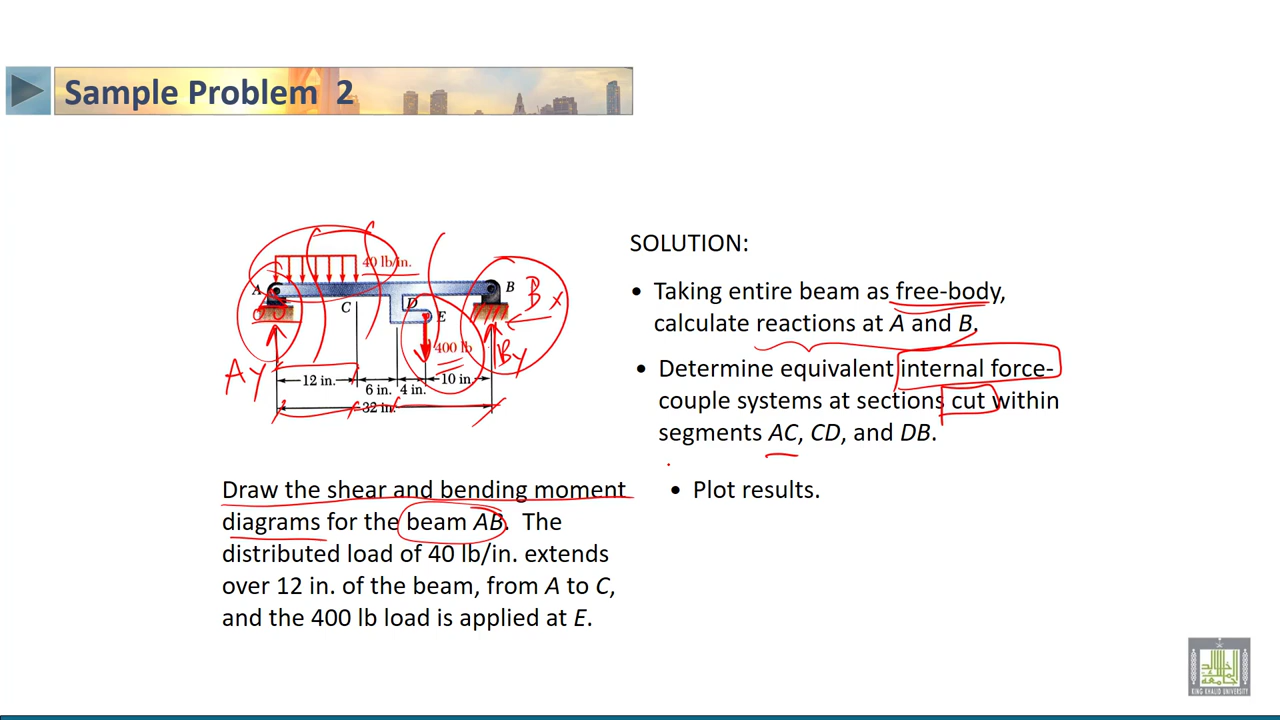 Sample Problem 2
SOLUTION:
• Taking entire beam as free-body,
calculate reactions at A and B.
• Determine equivalent internal force-
couple systems at sections cut within
segments AC, CD, and DB.
• Plot results.
40 lb/in.
A
B
C
D
E
400 lb
Bx
By
Ay
12 in.
6 in.
4 in.
10 in.
32 in.
Draw the shear and bending moment
diagrams for the beam AB. The
distributed load of 40 lb/in. extends
over 12 in. of the beam, from A to C,
and the 400 lb load is applied at E.
KING KHALID UNIVERSITY